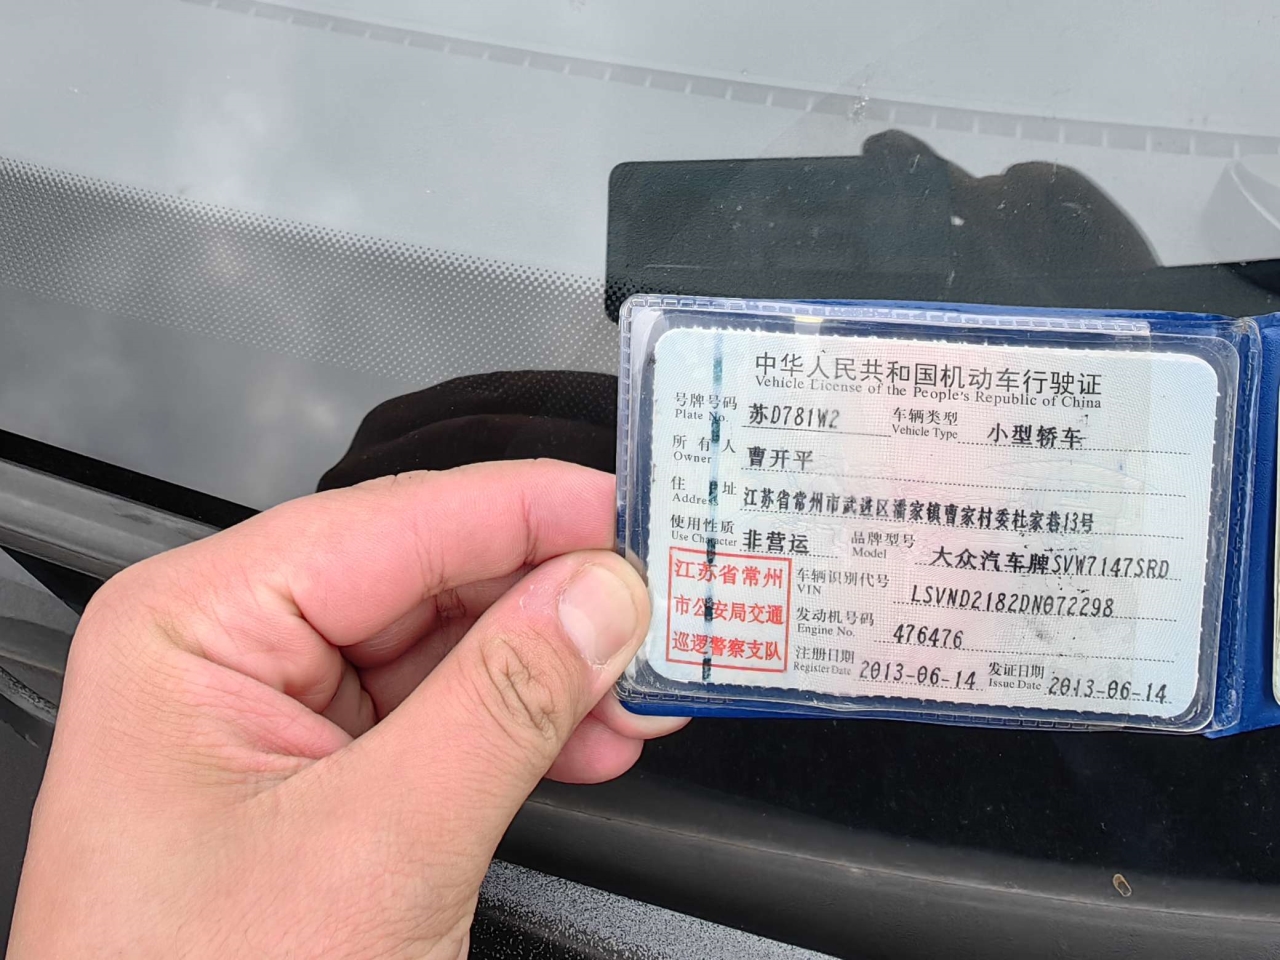 中华人民共和国机动车行驶证
Vehicle License of the People's Republic of China
号牌号码 Plate No. 苏D781W2 车辆类型 Vehicle Type 小型轿车
所有人 Owner 曹开平
住址 Address 江苏省常州市武进区潘家镇曹家村委杜家巷13号
使用性质 Use Character 非营运 品牌型号 Model 大众汽车牌SVW7147SRD
江苏省常州
市公安局交通
巡逻警察支队
车辆识别代号 VIN LSVND2182DN072298
发动机号码 Engine No. 476476
注册日期 Register Date 2013-06-14 发证日期 Issue Date 2013-06-14